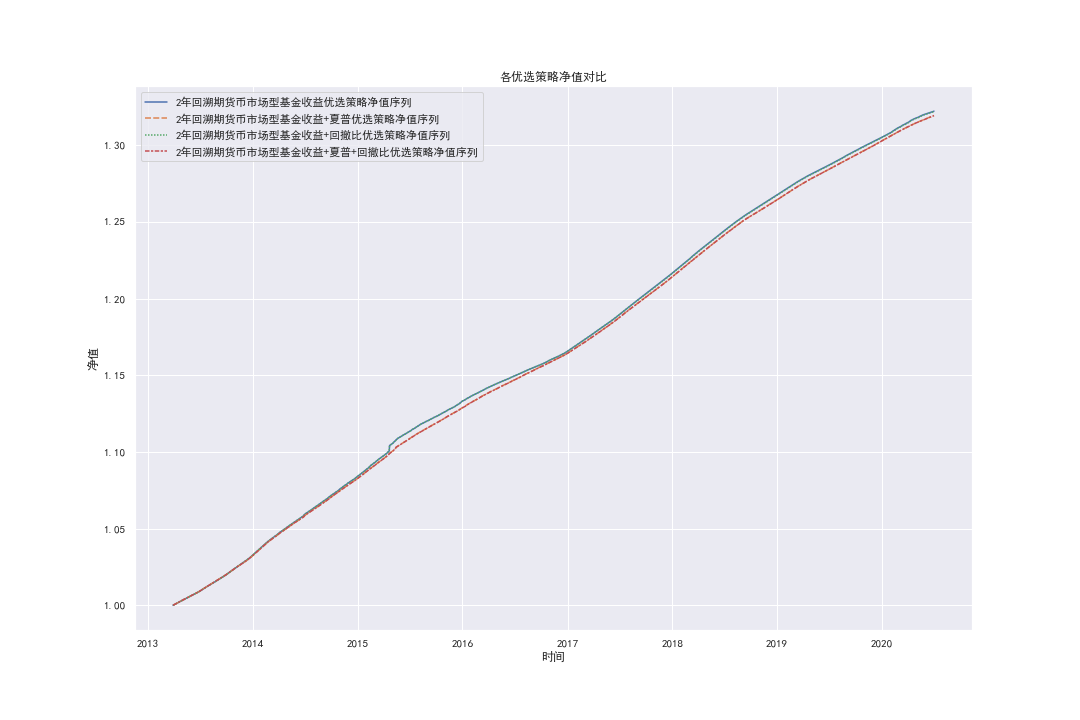 各优选策略净值对比
2年回溯期货币市场型基金收益优选策略净值序列
2年回溯期货币市场型基金收益+夏普优选策略净值序列
2年回溯期货币市场型基金收益+回撤比优选策略净值序列
2年回溯期货币市场型基金收益+夏普+回撤比优选策略净值序列
1.30
1.25
1.20
1.15
1.10
1.05
1.00
净值
2013 2014 2015 2016 2017 2018 2019 2020
时间